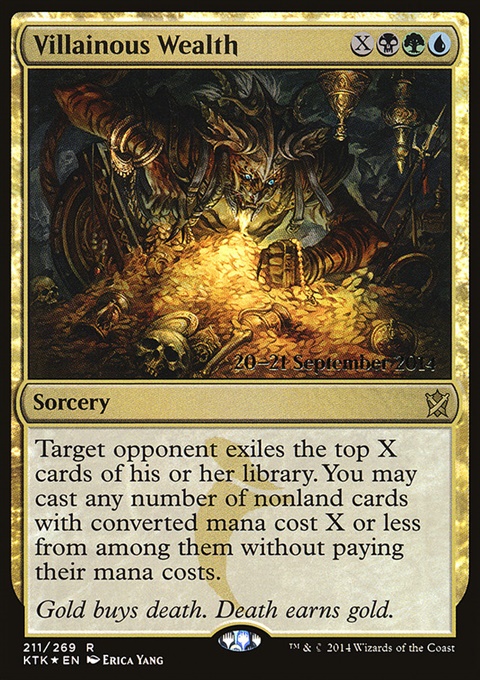 Villainous Wealth X
20–21 September 2014
Sorcery
Target opponent exiles the top X
cards of his or her library. You may
cast any number of nonland cards
with converted mana cost X or less
from among them without paying
their mana costs.
Gold buys death. Death earns gold.
211/269 R
KTK★EN Erica Yang
™ & © 2014 Wizards of the Coast